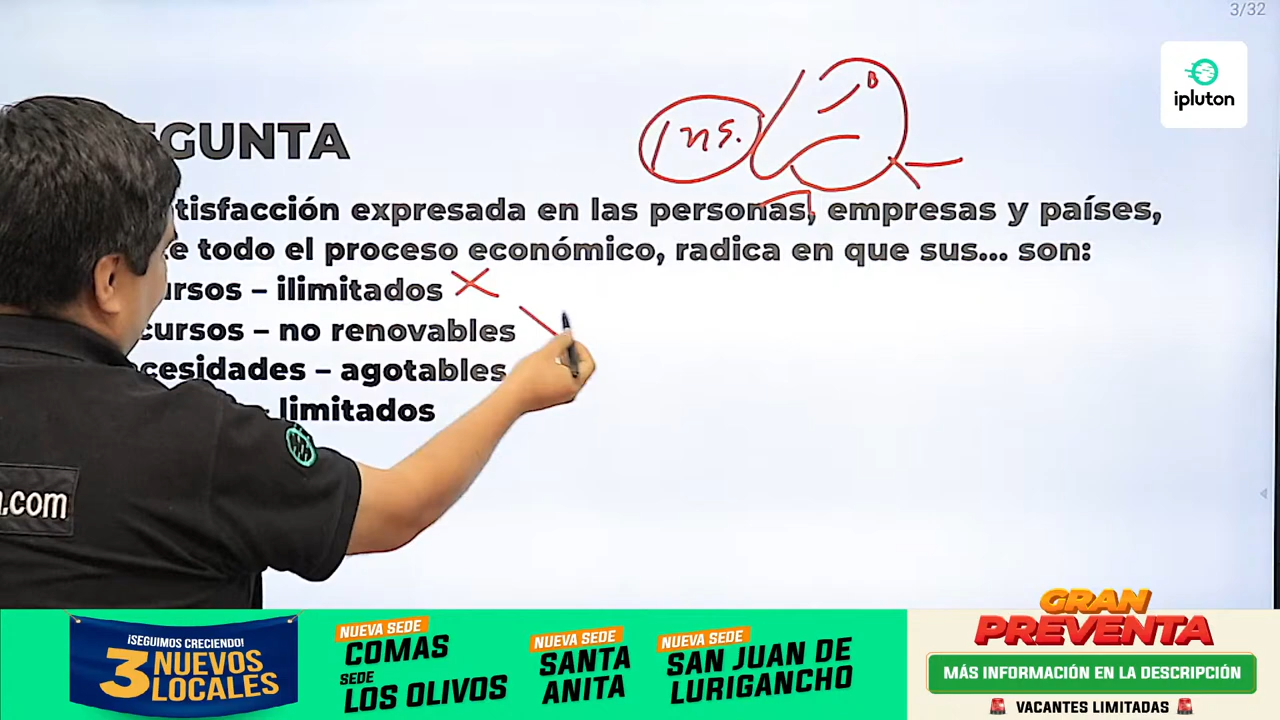 3/32
ipluton
GUNTA
Ins.
B
tisfacción expresada en las personas, empresas y países,
todo el proceso económico, radica en que sus... son:
ursos – ilimitados
cursos – no renovables
cesidades – agotables
– limitados
.com
¡SEGUIMOS CRECIENDO!
3 NUEVOS
LOCALES
NUEVA SEDE
COMAS
SEDE
LOS OLIVOS
NUEVA SEDE
SANTA
ANITA
NUEVA SEDE
SAN JUAN DE
LURIGANCHO
GRAN
PREVENTA
MÁS INFORMACIÓN EN LA DESCRIPCIÓN
VACANTES LIMITADAS